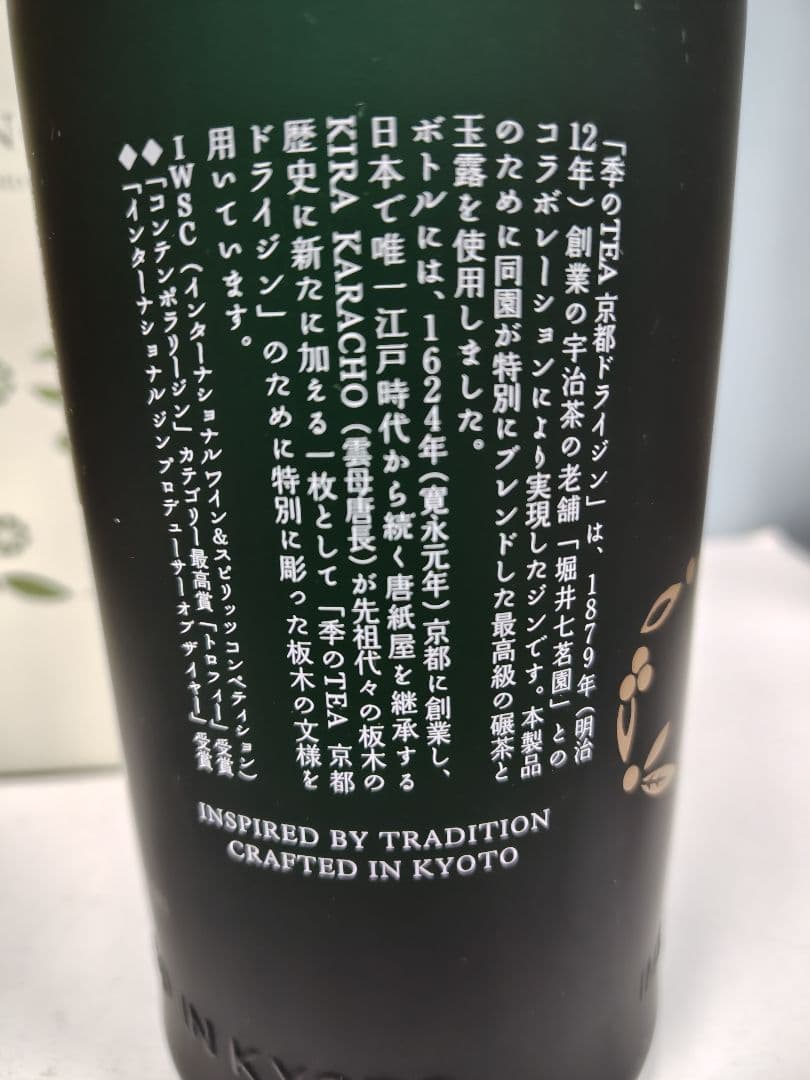 「季のTEA 京都ドライジン」は、1879年（明治
12年）創業の宇治茶の老舗「堀井七茗園」との
コラボレーションにより実現したジンです。本製品
のために同園が特別にブレンドした最高級の碾茶と
玉露を使用しました。
ボトルには、1624年（寛永元年）京都に創業し、
日本で唯一江戸時代から続く唐紙屋を継承する
KIRA KARACHO（雲母唐長）が先祖代々の板木の
歴史に新たに加える一枚として「季のTEA 京都
ドライジン」のために特別に彫った板木の文様を
用いています。
IWSC（インターナショナル ワイン&スピリッツ コンペティション）
◆「コンテンポラリージン」カテゴリー最高賞「トロフィー」受賞
◆「インターナショナル ジン プロデューサー オブ ザ イヤー」受賞
INSPIRED BY TRADITION
CRAFTED IN KYOTO
IN KYOTO